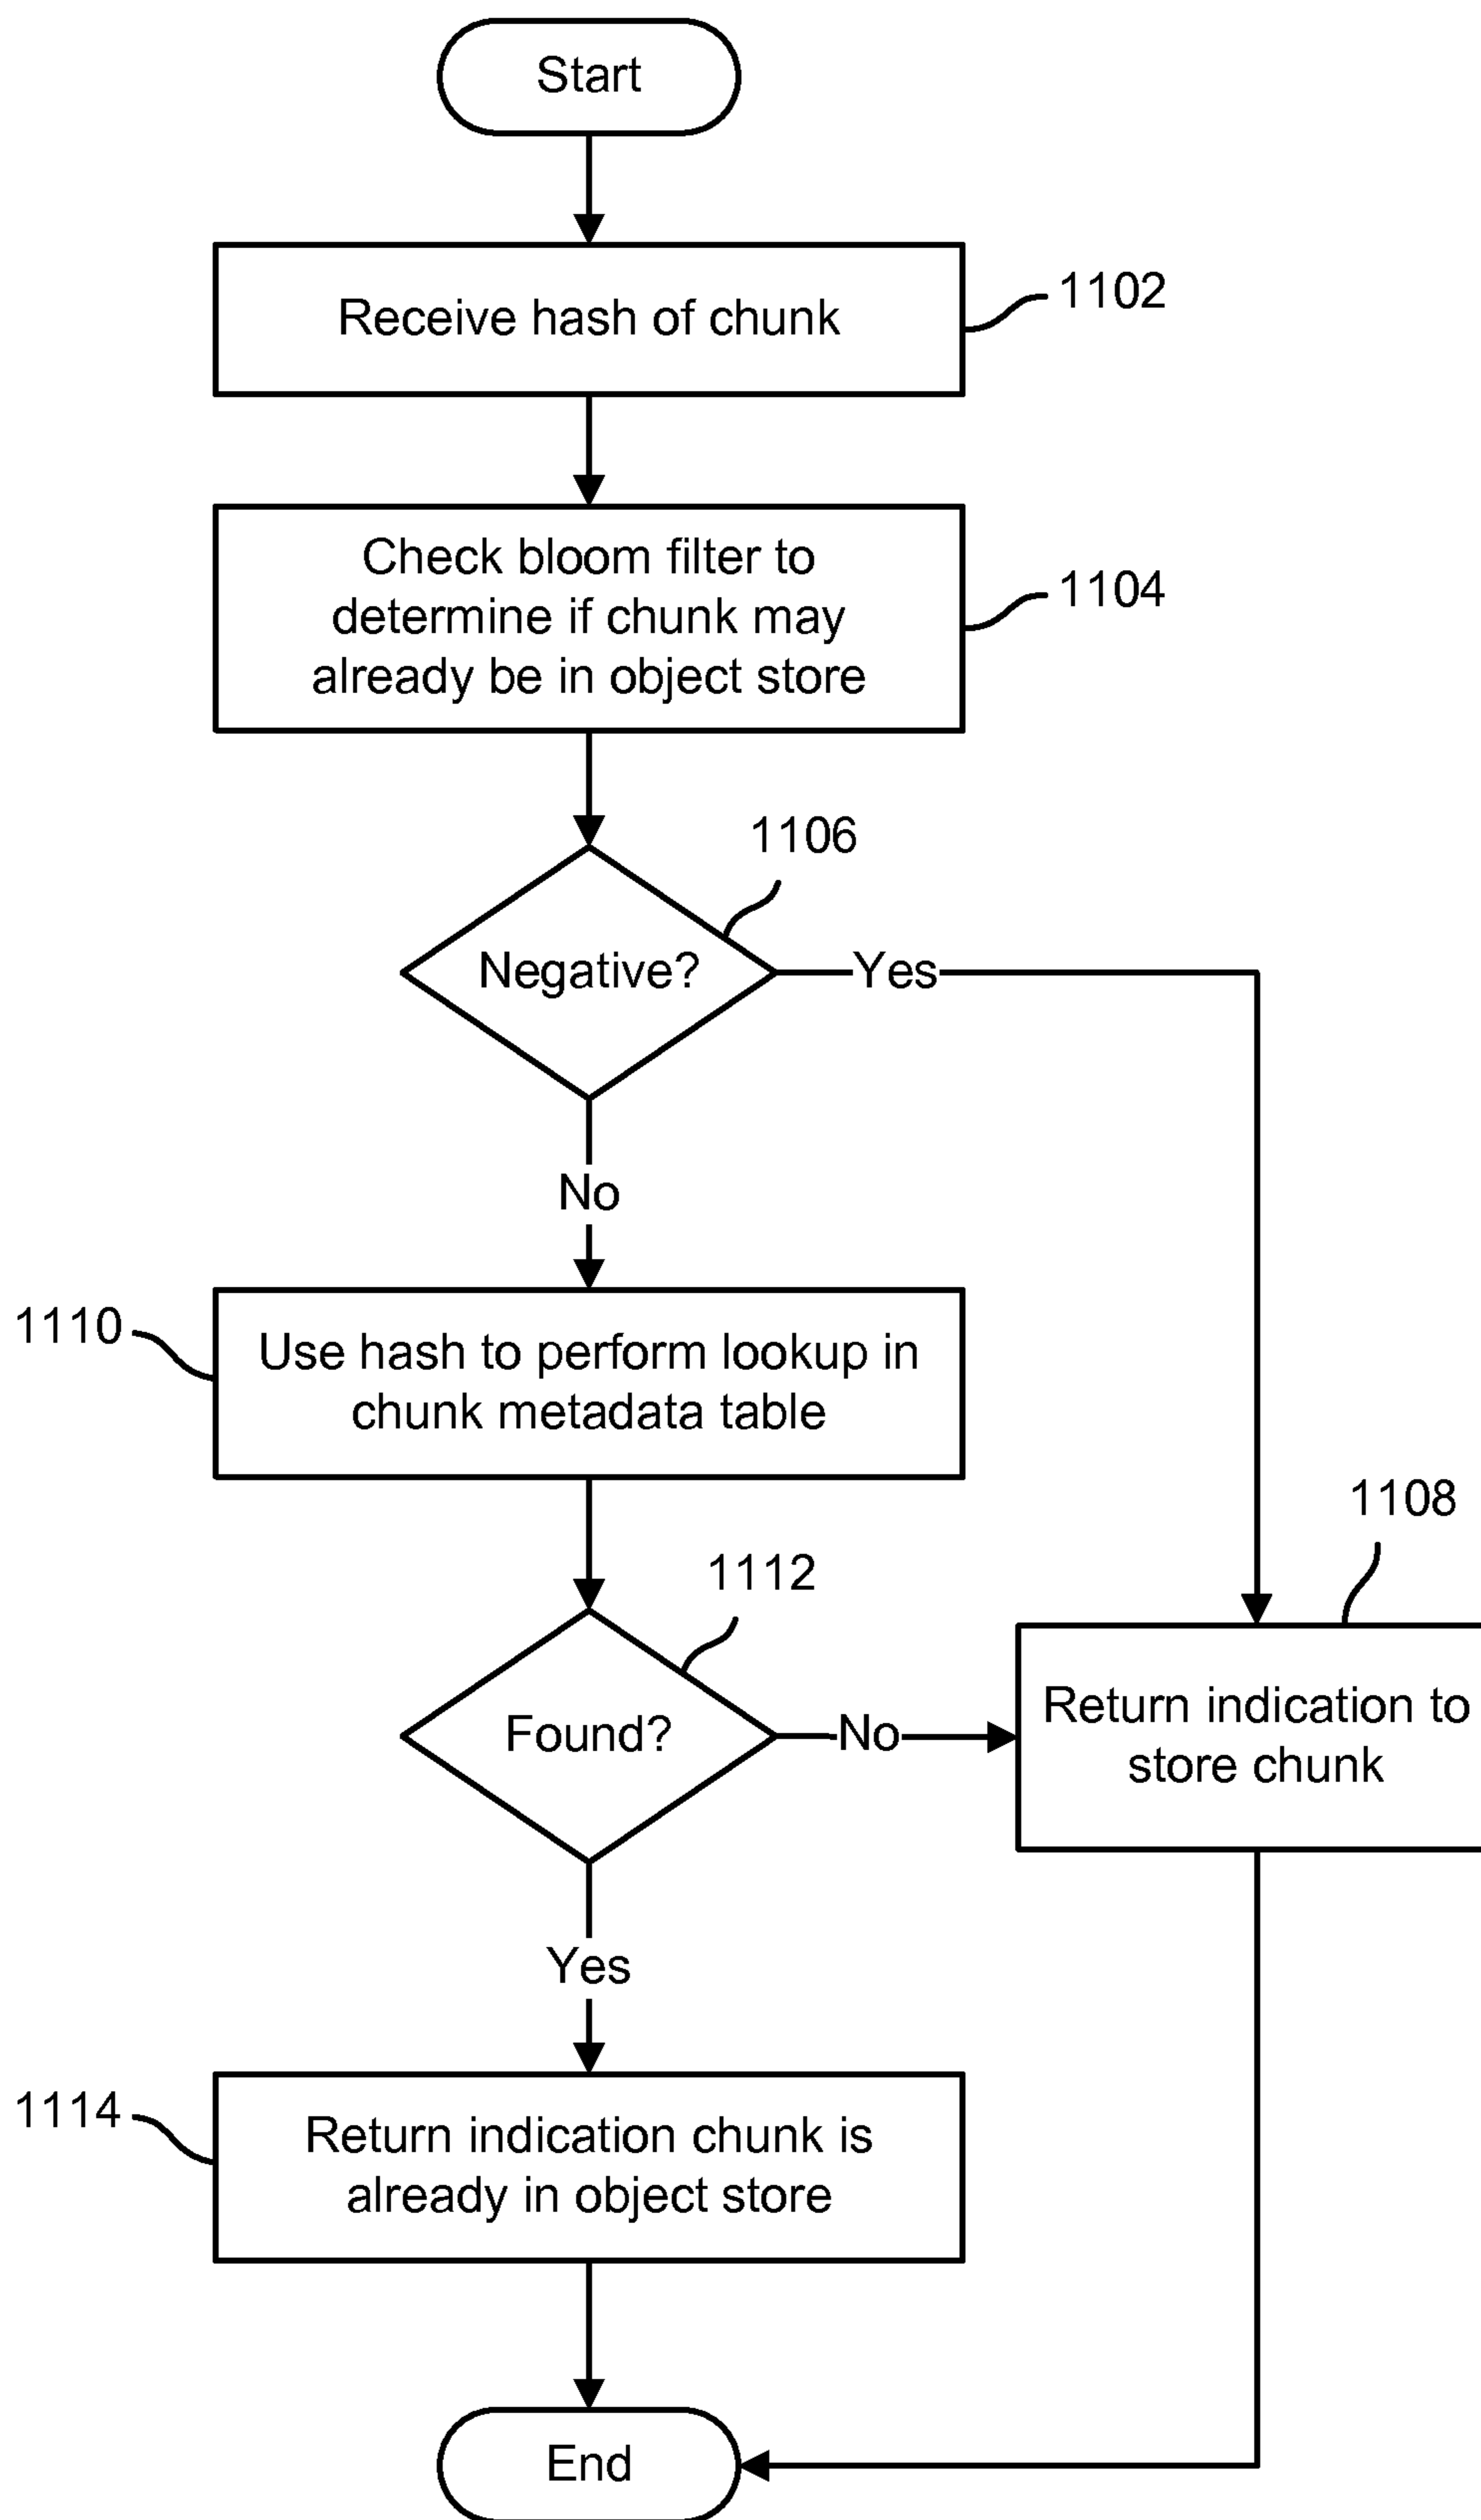 Start
Receive hash of chunk
1102
Check bloom filter to
determine if chunk may
already be in object store
1104
1106
Negative?
Yes
No
1110
Use hash to perform lookup in
chunk metadata table
1108
1112
Found?
No
Return indication to
store chunk
Yes
1114
Return indication chunk is
already in object store
End